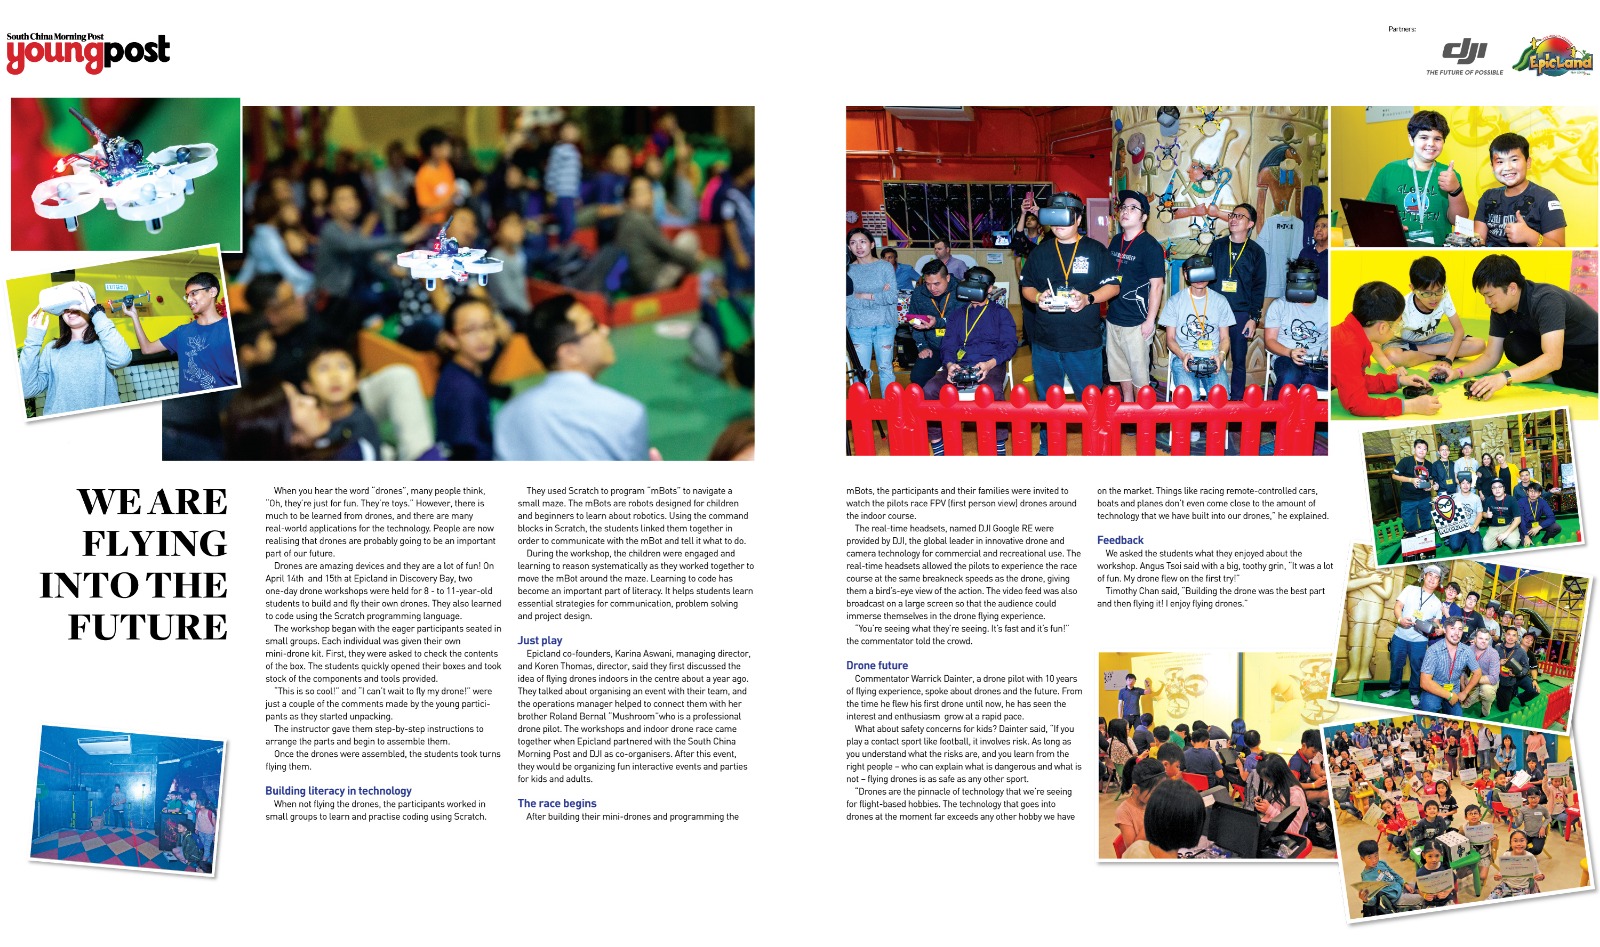 South China Morning Post
youngpost
Partners:
dji
THE FUTURE OF POSSIBLE
EpicLand
WE ARE
FLYING
INTO THE
FUTURE
When you hear the word “drones”, many people think,
“Oh, they’re just for fun. They’re toys.” However, there is
much to be learned from drones, and there are many
real-world applications for the technology. People are now
realising that drones are probably going to be an important
part of our future.
Drones are amazing devices and they are a lot of fun! On
April 14th and 15th at Epicland in Discovery Bay, two
one-day drone workshops were held for 8 - to 11-year-old
students to build and fly their own drones. They also learned
to code using the Scratch programming language.
The workshop began with the eager participants seated in
small groups. Each individual was given their own
mini-drone kit. First, they were asked to check the contents
of the box. The students quickly opened their boxes and took
stock of the components and tools provided.
“This is so cool!” and “I can’t wait to fly my drone!” were
just a couple of the comments made by the young partici-
pants as they started unpacking.
The instructor gave them step-by-step instructions to
arrange the parts and begin to assemble them.
Once the drones were assembled, the students took turns
flying them.
Building literacy in technology
When not flying the drones, the participants worked in
small groups to learn and practise coding using Scratch.
They used Scratch to program “mBots” to navigate a
small maze. The mBots are robots designed for children
and beginners to learn about robotics. Using the command
blocks in Scratch, the students linked them together in
order to communicate with the mBot and tell it what to do.
During the workshop, the children were engaged and
learning to reason systematically as they worked together to
move the mBot around the maze. Learning to code has
become an important part of literacy. It helps students learn
essential strategies for communication, problem solving
and project design.
Just play
Epicland co-founders, Karina Aswani, managing director,
and Koren Thomas, director, said they first discussed the
idea of flying drones indoors in the centre about a year ago.
They talked about organising an event with their team, and
the operations manager helped to connect them with her
brother Roland Bernal “Mushroom”who is a professional
drone pilot. The workshops and indoor drone race came
together when Epicland partnered with the South China
Morning Post and DJI as co-organisers. After this event,
they would be organizing fun interactive events and parties
for kids and adults.
The race begins
After building their mini-drones and programming the
mBots, the participants and their families were invited to
watch the pilots race FPV (first person view) drones around
the indoor course.
The real-time headsets, named DJI Google RE were
provided by DJI, the global leader in innovative drone and
camera technology for commercial and recreational use. The
real-time headsets allowed the pilots to experience the race
course at the same breakneck speeds as the drone, giving
them a bird’s-eye view of the action. The video feed was also
broadcast on a large screen so that the audience could
immerse themselves in the drone flying experience.
“You’re seeing what they’re seeing. It’s fast and it’s fun!”
the commentator told the crowd.
Drone future
Commentator Warrick Dainter, a drone pilot with 10 years
of flying experience, spoke about drones and the future. From
the time he flew his first drone until now, he has seen the
interest and enthusiasm grow at a rapid pace.
What about safety concerns for kids? Dainter said, “If you
play a contact sport like football, it involves risk. As long as
you understand what the risks are, and you learn from the
right people – who can explain what is dangerous and what is
not – flying drones is as safe as any other sport.
“Drones are the pinnacle of technology that we’re seeing
for flight-based hobbies. The technology that goes into
drones at the moment far exceeds any other hobby we have
on the market. Things like racing remote-controlled cars,
boats and planes don’t even come close to the amount of
technology that we have built into our drones,” he explained.
Feedback
We asked the students what they enjoyed about the
workshop. Angus Tsoi said with a big, toothy grin, “It was a lot
of fun. My drone flew on the first try!”
Timothy Chan said, “Building the drone was the best part
and then flying it! I enjoy flying drones.”